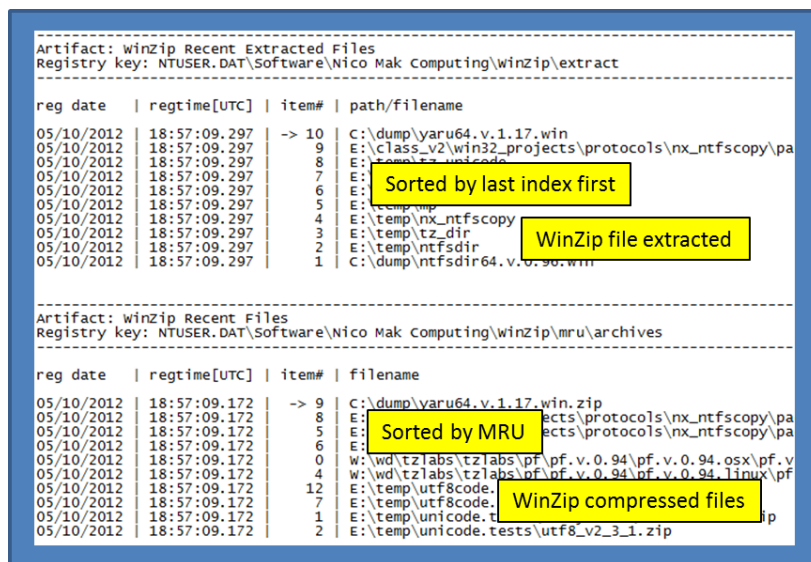 Artifact: WinZip Recent Extracted Files
Registry key: NTUSER.DAT\Software\Nico Mak Computing\WinZip\extract
reg date | regtime[UTC] | item# | path/filename
05/10/2012 | 18:57:09.297 | -> 10 | C:\dump\yaru64.v.1.17.win
05/10/2012 | 18:57:09.297 | 9 | E:\class_v2\win32_projects\protocols\nx_ntfscopy\pa
05/10/2012 | 18:57:09.297 | 8 | E:\temp\tz_unicode
05/10/2012 | 18:57:09.297 | 7 |
Sorted by last index first
05/10/2012 | 18:57:09.297 | 6 |
05/10/2012 | 18:57:09.297 | 5 | E:\temp\mp
05/10/2012 | 18:57:09.297 | 4 | E:\temp\nx_ntfscopy
05/10/2012 | 18:57:09.297 | 3 | E:\temp\tz_dir
WinZip file extracted
05/10/2012 | 18:57:09.297 | 2 | E:\temp\ntfsdir
05/10/2012 | 18:57:09.297 | 1 | C:\dump\ntfsdir64.v.0.96.win
Artifact: WinZip Recent Files
Registry key: NTUSER.DAT\Software\Nico Mak Computing\WinZip\mru\archives
reg date | regtime[UTC] | item# | filename
05/10/2012 | 18:57:09.172 | -> 9 | C:\dump\yaru64.v.1.17.win.zip
05/10/2012 | 18:57:09.172 | 8 | ects\protocols\nx_ntfscopy\pa
05/10/2012 | 18:57:09.172 | 5 | ects\protocols\nx_ntfscopy\pa
Sorted by MRU
05/10/2012 | 18:57:09.172 | 6 |
05/10/2012 | 18:57:09.172 | 0 | W:\wd\tzlabs\tzlabs\pf\pf.v.0.94\pf.v.0.94.osx\pf.v
05/10/2012 | 18:57:09.172 | 4 | W:\wd\tzlabs\tzlabs\pf\pf.v.0.94\pf.v.0.94.linux\pf
05/10/2012 | 18:57:09.172 | 12 | E:\temp\utf8code.
05/10/2012 | 18:57:09.172 | 7 | E:\temp\utf8code.
WinZip compressed files
05/10/2012 | 18:57:09.172 | 1 | E:\temp\unicode.t ip
05/10/2012 | 18:57:09.172 | 2 | E:\temp\unicode.tests\utf8_v2_3_1.zip